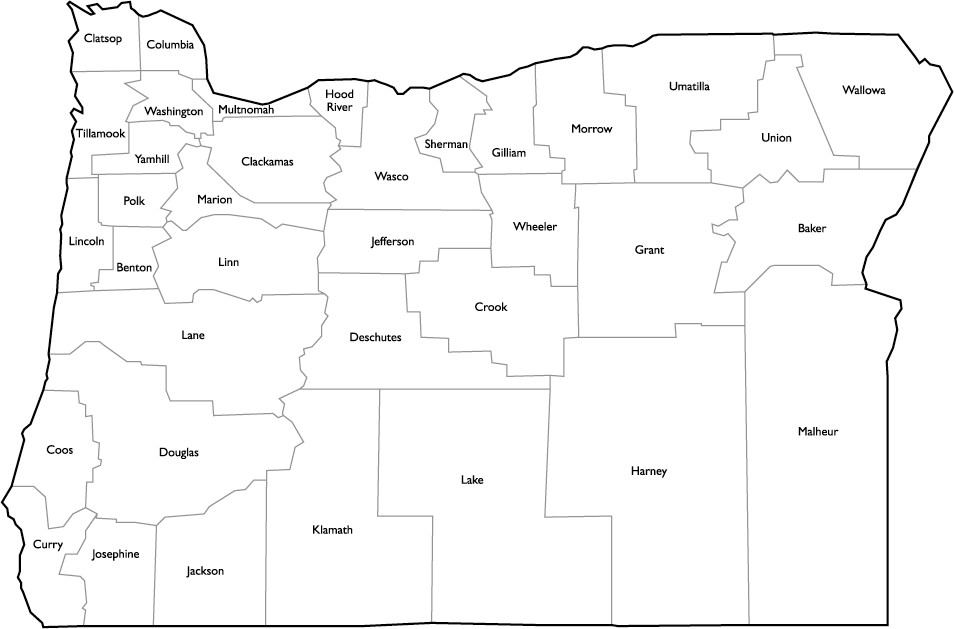 Clatsop
Columbia
Hood
River
Umatilla
Wallowa
Washington
Multnomah
Morrow
Tillamook
Sherman
Gilliam
Union
Yamhill
Clackamas
Wasco
Polk
Marion
Wheeler
Baker
Lincoln
Jefferson
Grant
Benton
Linn
Crook
Lane
Deschutes
Malheur
Coos
Douglas
Harney
Lake
Klamath
Curry
Josephine
Jackson